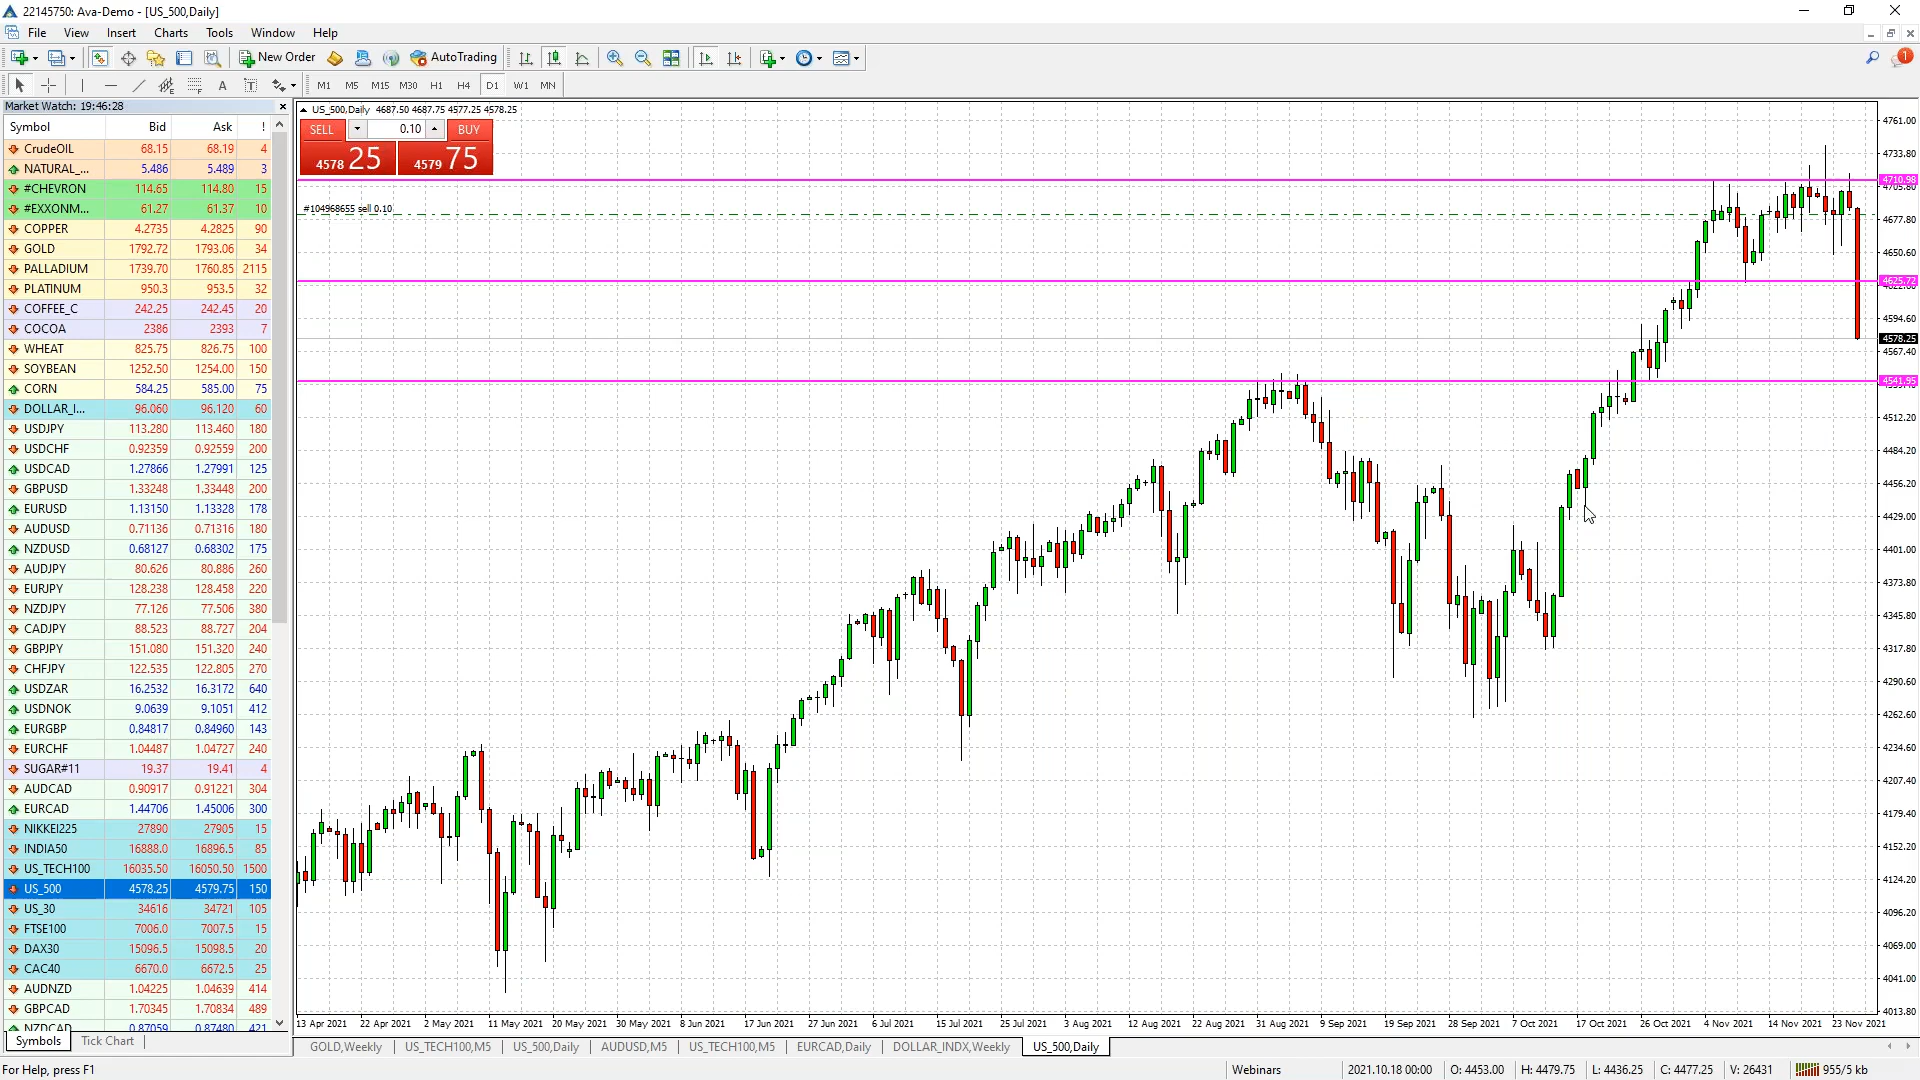 22145750: Ava-Demo - [US_500,Daily]
File View Insert Charts Tools Window Help
New Order AutoTrading
A T M1 M5 M15 M30 H1 H4 D1 W1 MN
Market Watch: 19:46:28
Symbol Bid Ask !
CrudeOIL 68.15 68.19 4
NATURAL_... 5.486 5.489 3
#CHEVRON 114.65 114.80 15
#EXXONM... 61.27 61.37 10
COPPER 4.2735 4.2825 90
GOLD 1792.72 1793.06 34
PALLADIUM 1739.70 1760.85 2115
PLATINUM 950.3 953.5 32
COFFEE_C 242.25 242.45 20
COCOA 2386 2393 7
WHEAT 825.75 826.75 100
SOYBEAN 1252.50 1254.00 150
CORN 584.25 585.00 75
DOLLAR_I... 96.060 96.120 60
USDJPY 113.280 113.460 180
USDCHF 0.92359 0.92559 200
USDCAD 1.27866 1.27991 125
GBPUSD 1.33248 1.33448 200
EURUSD 1.13150 1.13328 178
AUDUSD 0.71136 0.71316 180
NZDUSD 0.68127 0.68302 175
AUDJPY 80.626 80.886 260
EURJPY 128.238 128.458 220
NZDJPY 77.126 77.506 380
CADJPY 88.523 88.727 204
GBPJPY 151.080 151.320 240
CHFJPY 122.535 122.805 270
USDZAR 16.2532 16.3172 640
USDNOK 9.0639 9.1051 412
EURGBP 0.84817 0.84960 143
EURCHF 1.04487 1.04727 240
SUGAR#11 19.37 19.41 4
AUDCAD 0.90917 0.91221 304
EURCAD 1.44706 1.45006 300
NIKKEI225 27890 27905 15
INDIA50 16888.0 16896.5 85
US_TECH100 16035.50 16050.50 1500
US_500 4578.25 4579.75 150
US_30 34616 34721 105
FTSE100 7006.0 7007.5 15
DAX30 15096.5 15098.5 20
CAC40 6670.0 6672.5 25
AUDNZD 1.04225 1.04639 414
GBPCAD 1.70345 1.70834 489
NZDCAD 0.87059 0.87480 421
Symbols Tick Chart
US_500,Daily 4687.50 4687.75 4577.25 4578.25
SELL 0.10 BUY
4578 25 4579 75
#104968655 sell 0.10
4761.00
4733.80
4710.98
4705.80
4677.80
4650.60
4625.72
4594.60
4578.25
4567.40
4541.95
4512.20
4484.20
4456.20
4429.00
4401.00
4373.80
4345.80
4317.80
4290.60
4262.60
4234.60
4207.40
4179.40
4152.20
4124.20
4096.20
4069.00
4041.00
4013.80
13 Apr 2021 22 Apr 2021 2 May 2021 11 May 2021 20 May 2021 30 May 2021 8 Jun 2021 17 Jun 2021 27 Jun 2021 6 Jul 2021 15 Jul 2021 25 Jul 2021 3 Aug 2021 12 Aug 2021 22 Aug 2021 31 Aug 2021 9 Sep 2021 19 Sep 2021 28 Sep 2021 7 Oct 2021 17 Oct 2021 26 Oct 2021 4 Nov 2021 14 Nov 2021 23 Nov 2021
GOLD,Weekly US_TECH100,M5 US_500,Daily AUDUSD,M5 US_TECH100,M5 EURCAD,Daily DOLLAR_INDX,Weekly US_500,Daily
For Help, press F1 Webinars 2021.10.18 00:00 O: 4453.00 H: 4479.75 L: 4436.25 C: 4477.25 V: 26431 955/5 kb